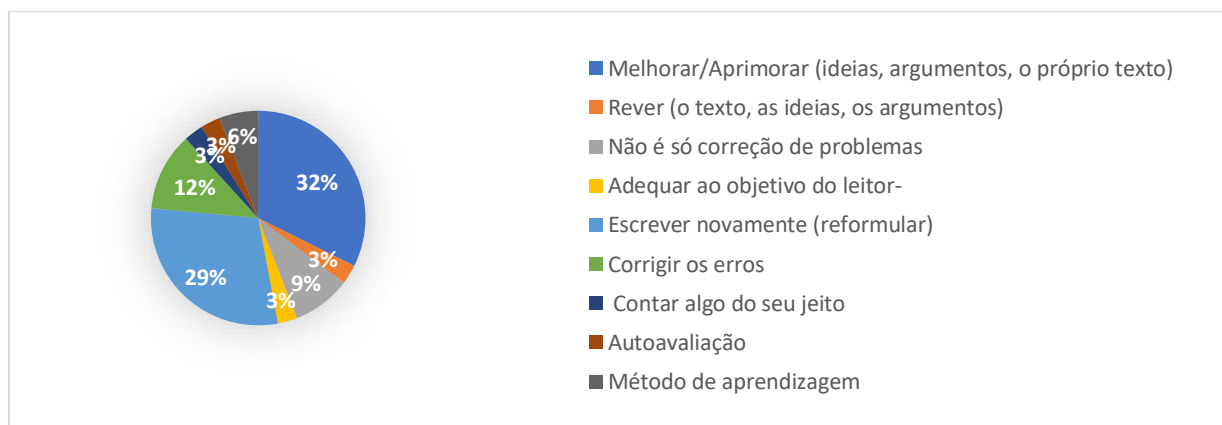 32%
3%
9%
3%
29%
12%
3%
3%
6%
Melhorar/Aprimorar (ideias, argumentos, o próprio texto)
Rever (o texto, as ideias, os argumentos)
Não é só correção de problemas
Adequar ao objetivo do leitor-
Escrever novamente (reformular)
Corrigir os erros
Contar algo do seu jeito
Autoavaliação
Método de aprendizagem